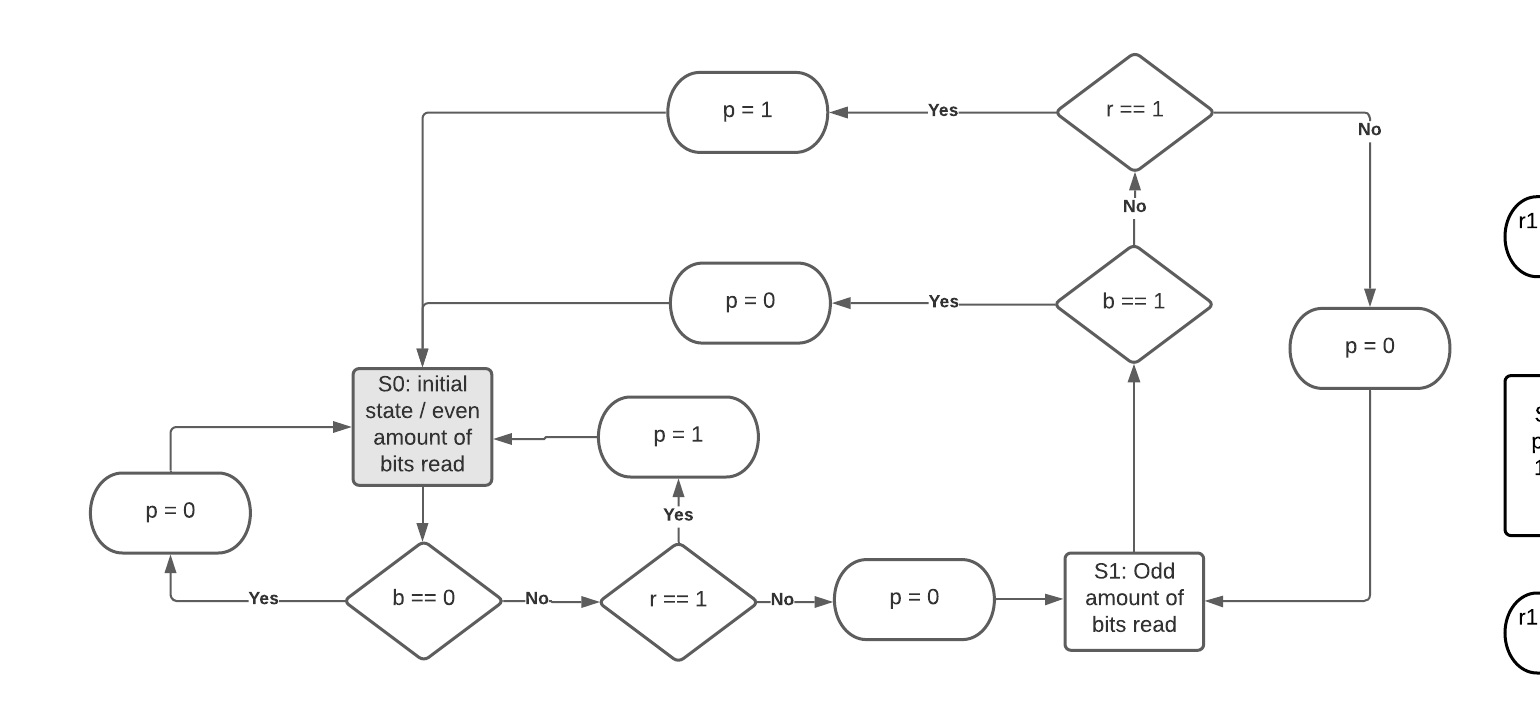 r == 1
p = 1
Yes
No
No
r1
b == 1
p = 0
Yes
p = 0
S0: initial
state / even
amount of
bits read
p = 1
p = 0
Yes
b == 0
Yes
No
r == 1
No
p = 0
S1: Odd
amount of
bits read
r1